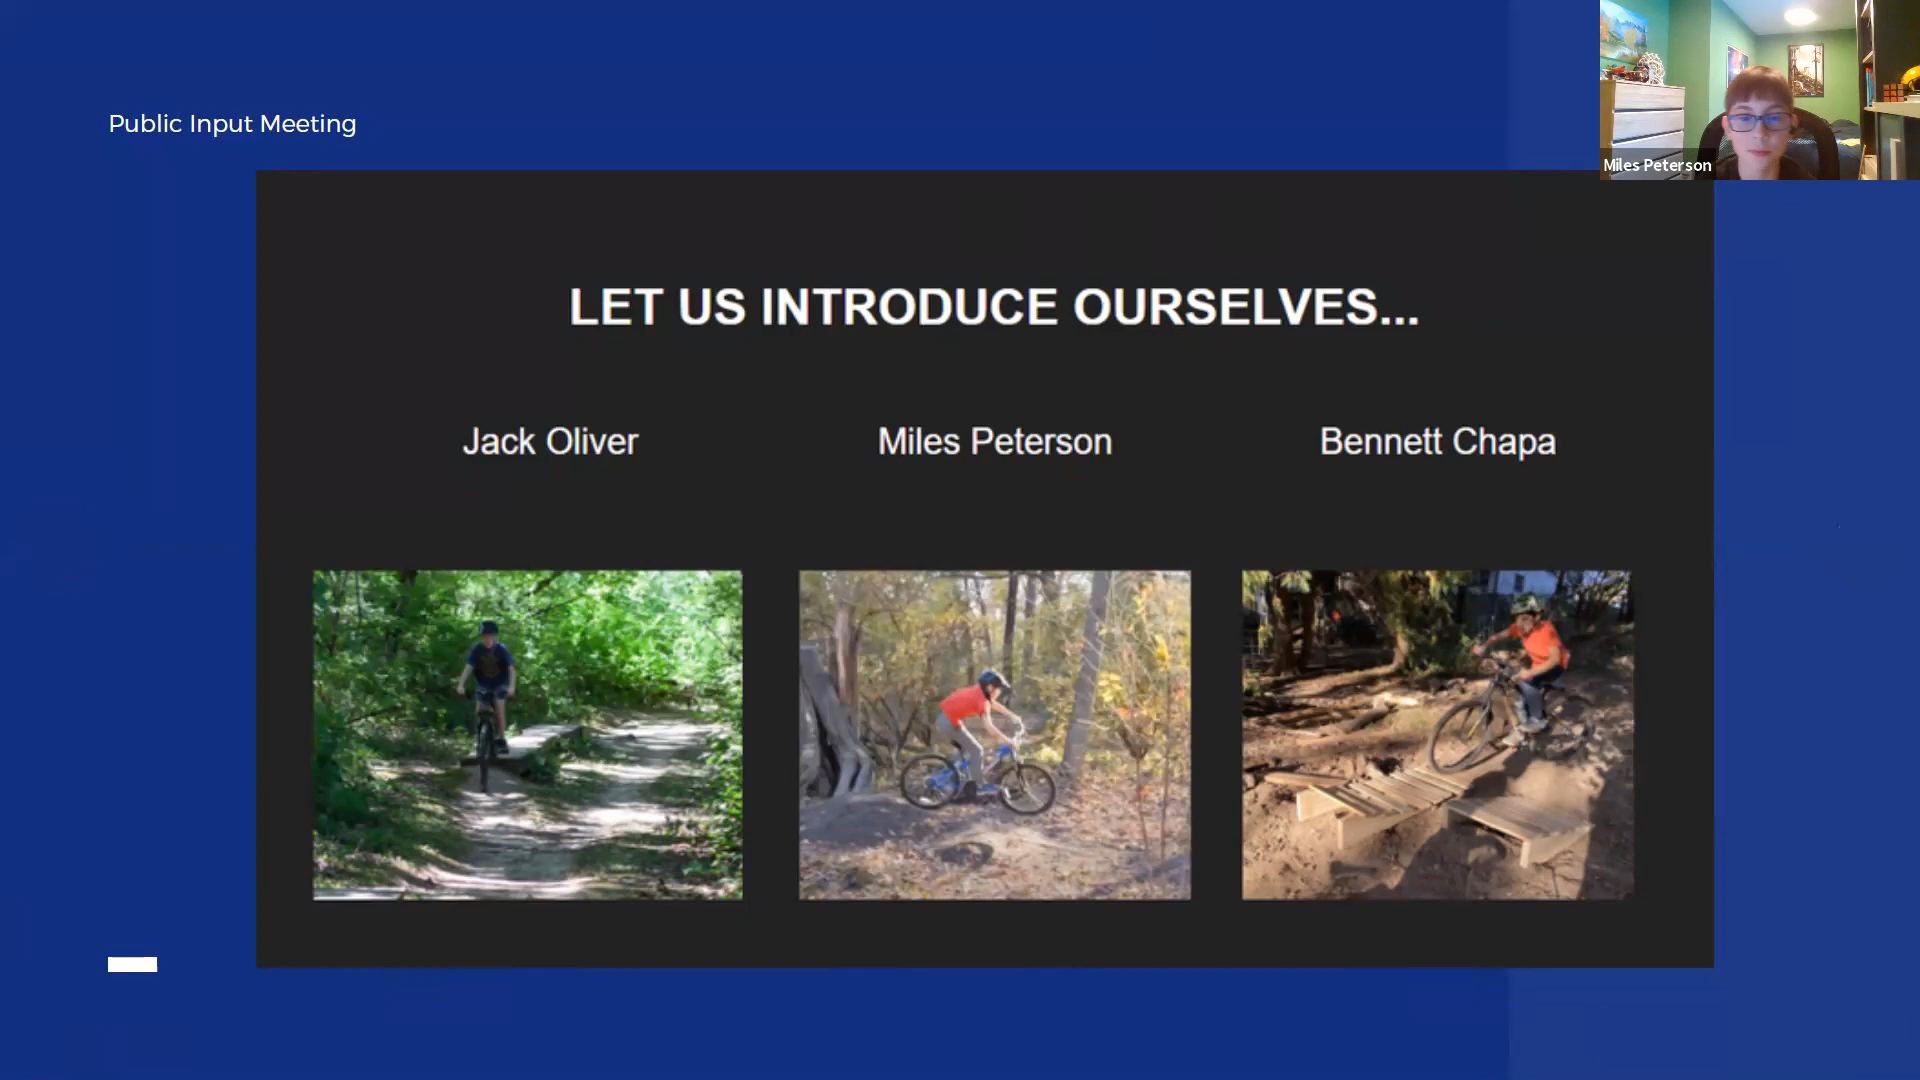 Public Input Meeting
Miles Peterson
LET US INTRODUCE OURSELVES...
Jack Oliver
Miles Peterson
Bennett Chapa